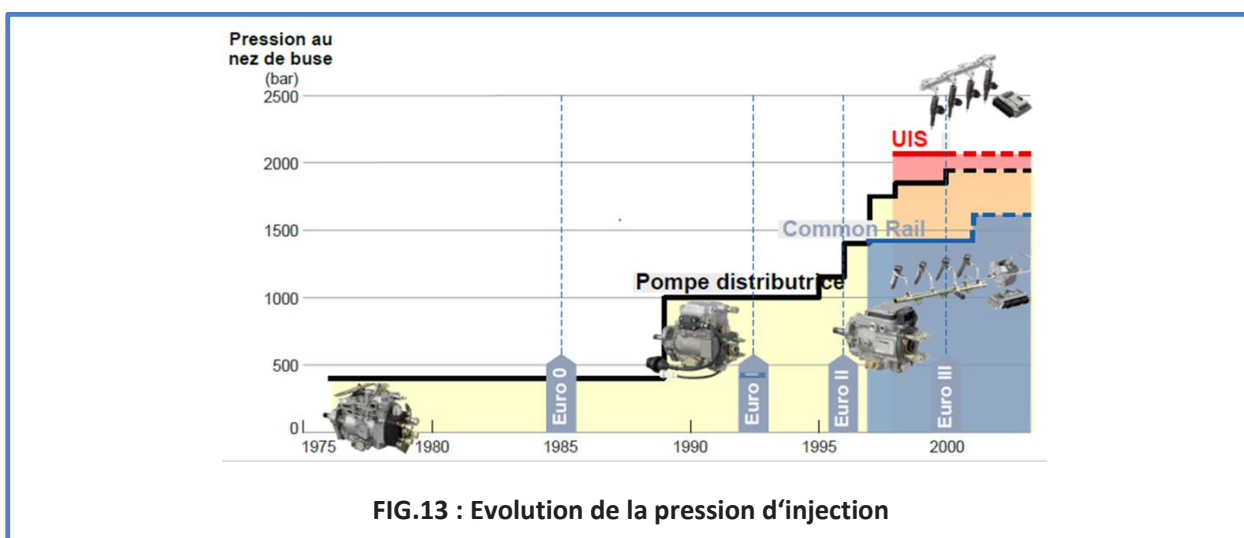 Pression au
nez de buse
(bar)
2500
UIS
2000
1500
Common Rail
Pompe distributrice
1000
500
Euro 0
Euro I
Euro II
Euro III
0
1975
1980
1985
1990
1995
2000
FIG.13 : Evolution de la pression d‘injection